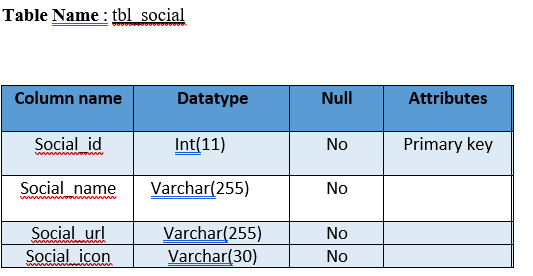 Table Name : tbl_social
Column name Datatype Null Attributes
Social_id Int(11) No Primary key
Social_name Varchar(255) No
Social_url Varchar(255) No
Social_icon Varchar(30) No